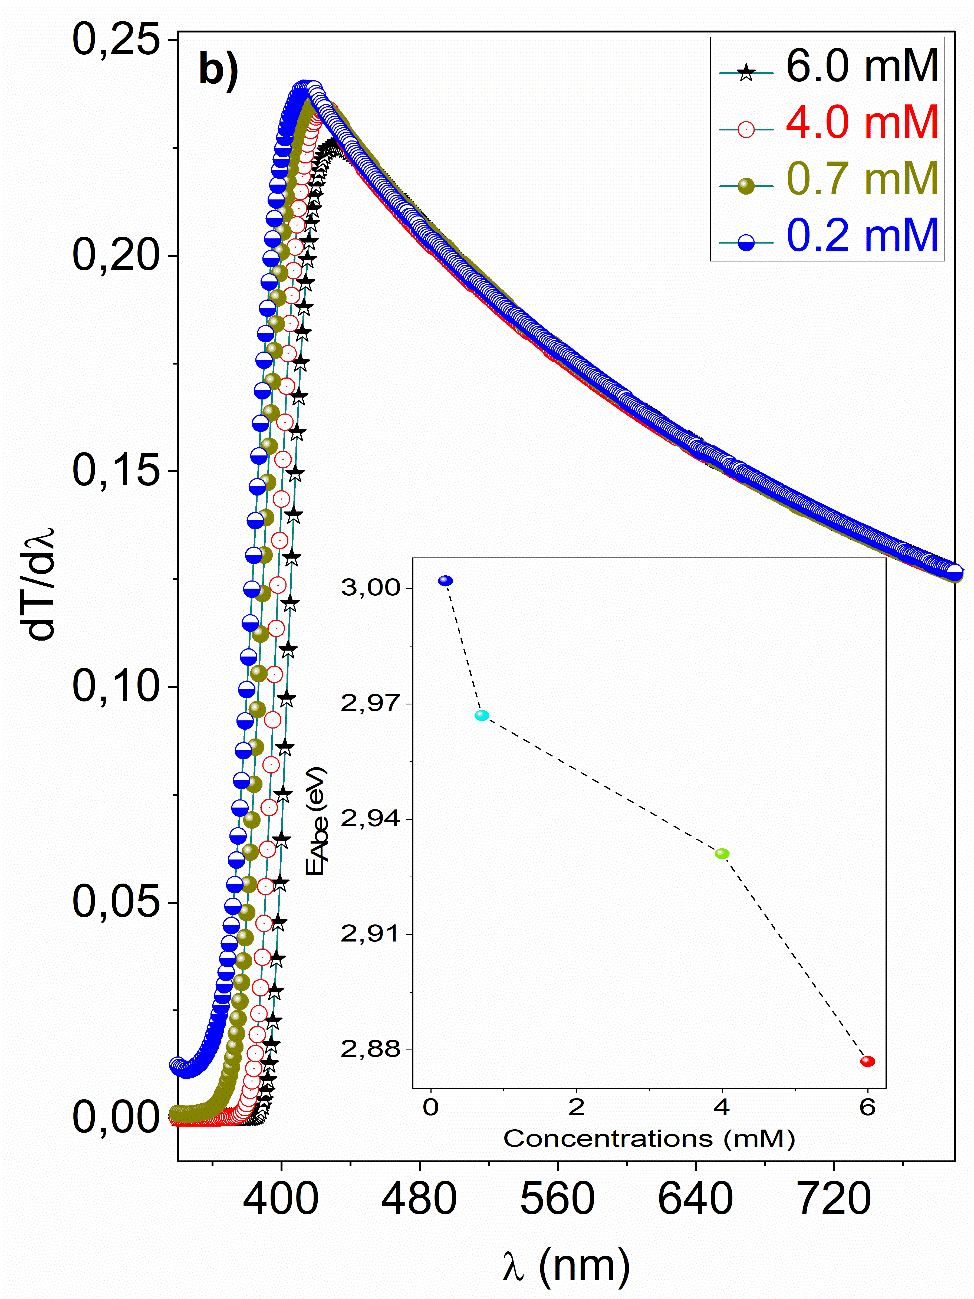 b)
6.0 mM
4.0 mM
0.7 mM
0.2 mM
0,25
0,20
0,15
0,10
0,05
0,00
dT/dλ
400 480 560 640 720
λ (nm)
3,00
2,97
2,94
2,91
2,88
EAbe (eV)
0 2 4 6
Concentrations (mM)